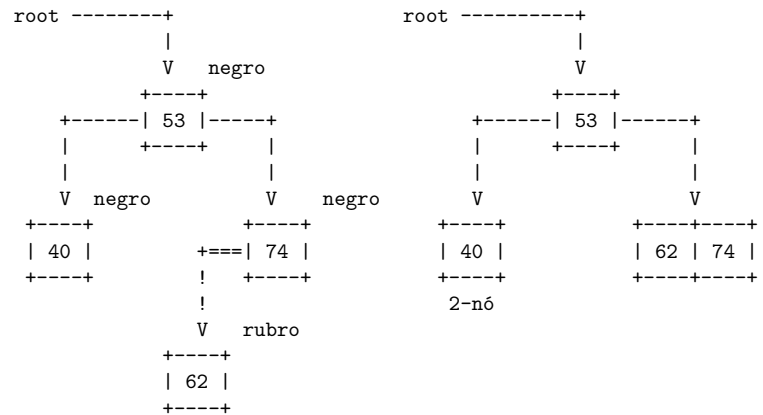 root --------+ root ----------+
| |
V negro V
+----+ +----+
+------| 53 |-----+ +------| 53 |------+
| +----+ | | +----+ |
| | | |
V negro V negro V V
+----+ +----+ +----+ +----+----+
| 40 | +===| 74 | | 40 | | 62 | 74 |
+----+ ! +----+ +----+ +----+----+
! 2-nó
V rubro
+----+
| 62 |
+----+